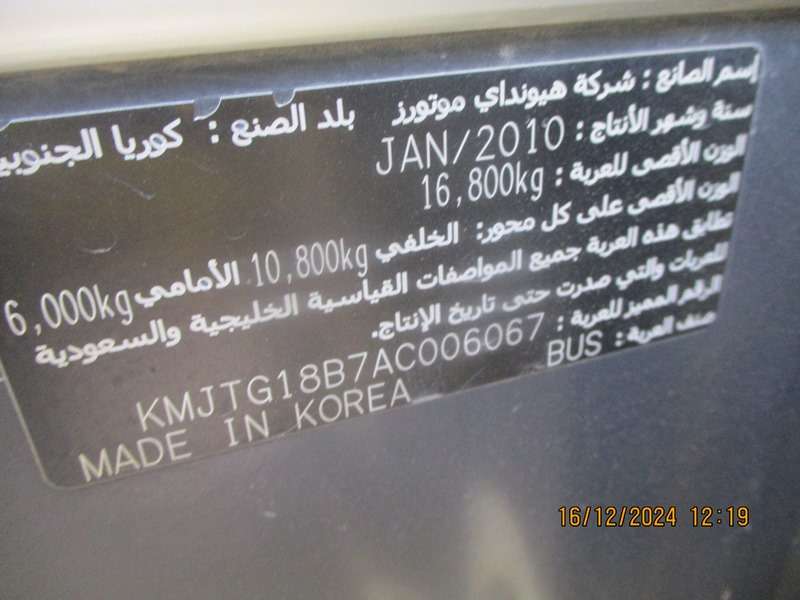 إسم الصانع : شركة هيونداي موتورز بلد الصنع : كوريا الجنوبي
سنة وشهر الأنتاج : JAN/2010
الوزن الأقصى للعربة : 16,800kg
الوزن الأقصى على كل محور: الخلفي 10,800kg الأمامي 6,000kg
تطابق هذه العربة جميع المواصفات القياسية الخليجية والسعودية
للعربات والتي صدرت حتى تاريخ الإنتاج.
الرقم المميز للعربة : KMJTG18B7AC006067
صنف العربة : BUS
MADE IN KOREA
16/12/2024 12:19